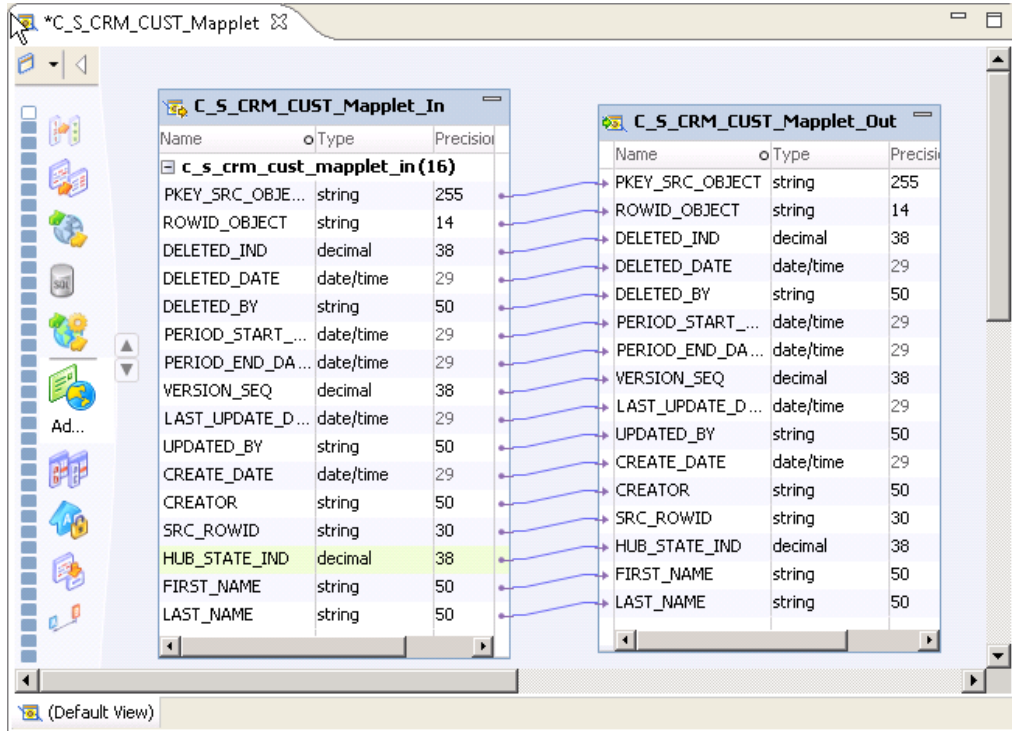 *C_S_CRM_CUST_Mapplet
C_S_CRM_CUST_Mapplet_In
Name Type Precision
c_s_crm_cust_mapplet_in (16)
PKEY_SRC_OBJE... string 255
ROWID_OBJECT string 14
DELETED_IND decimal 38
DELETED_DATE date/time 29
DELETED_BY string 50
PERIOD_START_... date/time 29
PERIOD_END_DA... date/time 29
VERSION_SEQ decimal 38
LAST_UPDATE_D... date/time 29
UPDATED_BY string 50
CREATE_DATE date/time 29
CREATOR string 50
SRC_ROWID string 30
HUB_STATE_IND decimal 38
FIRST_NAME string 50
LAST_NAME string 50
C_S_CRM_CUST_Mapplet_Out
Name Type Precisi
PKEY_SRC_OBJECT string 255
ROWID_OBJECT string 14
DELETED_IND decimal 38
DELETED_DATE date/time 29
DELETED_BY string 50
PERIOD_START_... date/time 29
PERIOD_END_DA... date/time 29
VERSION_SEQ decimal 38
LAST_UPDATE_D... date/time 29
UPDATED_BY string 50
CREATE_DATE date/time 29
CREATOR string 50
SRC_ROWID string 30
HUB_STATE_IND decimal 38
FIRST_NAME string 50
LAST_NAME string 50
SQL
Ad...
(Default View)